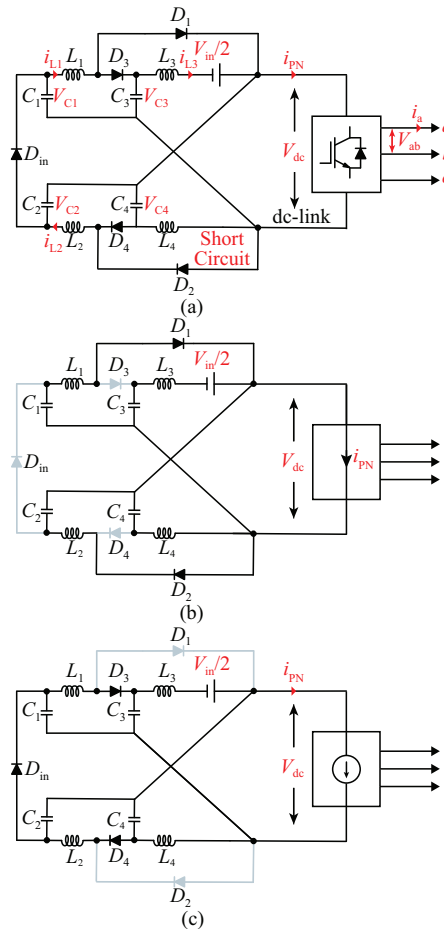 D1
iL1 L1 D3 L3 iL3 Vin/2 iPN
C1 VC1 C3 VC3 ia
Din Vdc Vab
C2 VC2 C4 VC4 dc-link
iL2 L2 D4 L4 Short
Circuit
D2
(a)
D1
L1 D3 L3 Vin/2
C1 C3
Din Vdc iPN
C2 C4
L2 D4 L4
D2
(b)
D1
L1 D3 L3 Vin/2 iPN
C1 C3
Din Vdc
C2 C4
L2 D4 L4
D2
(c)